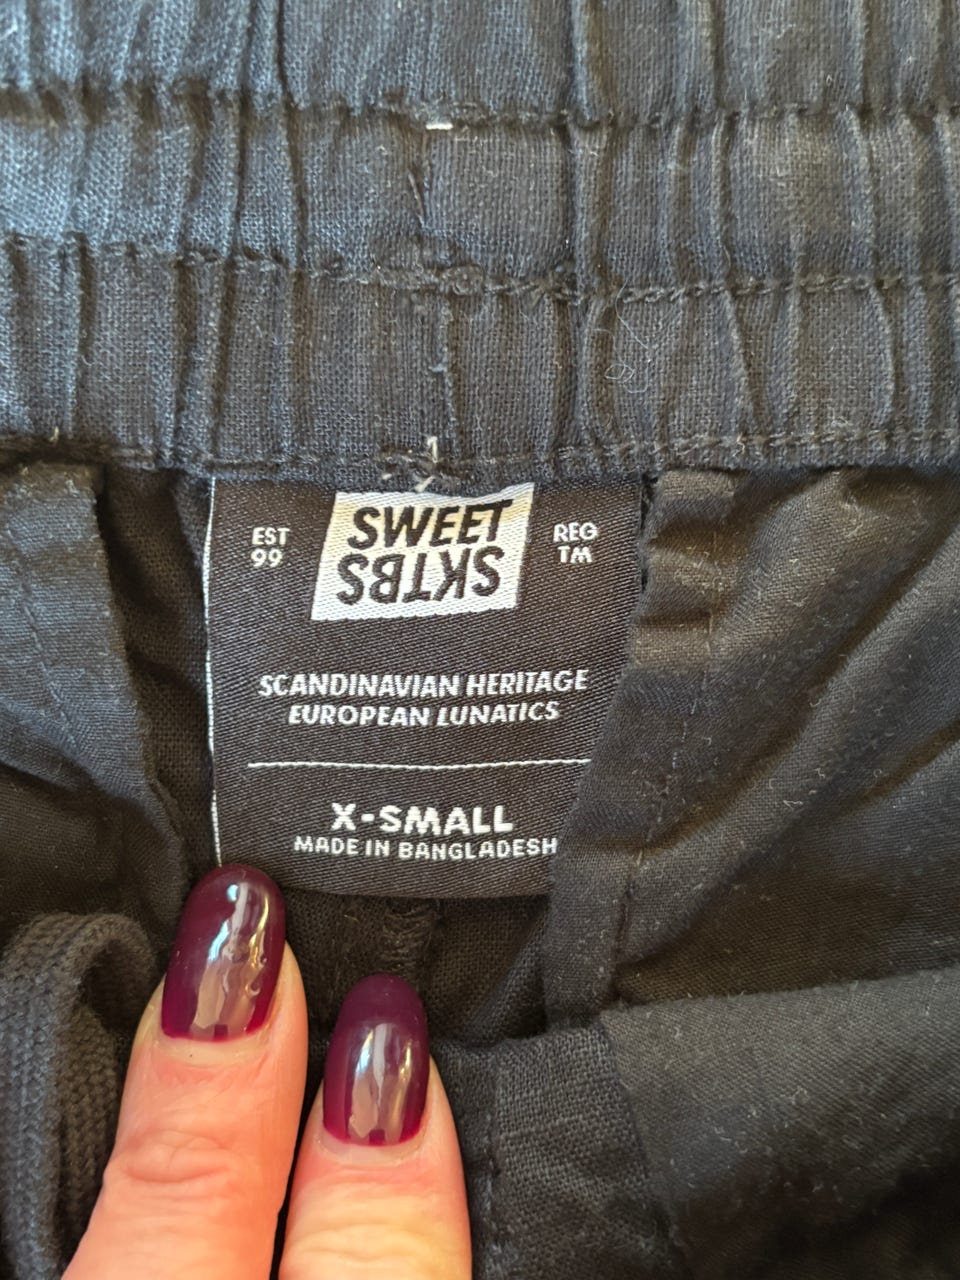 EST
99
SWEET
SKTBS
REG
TM
SCANDINAVIAN HERITAGE
EUROPEAN LUNATICS
X-SMALL
MADE IN BANGLADESH